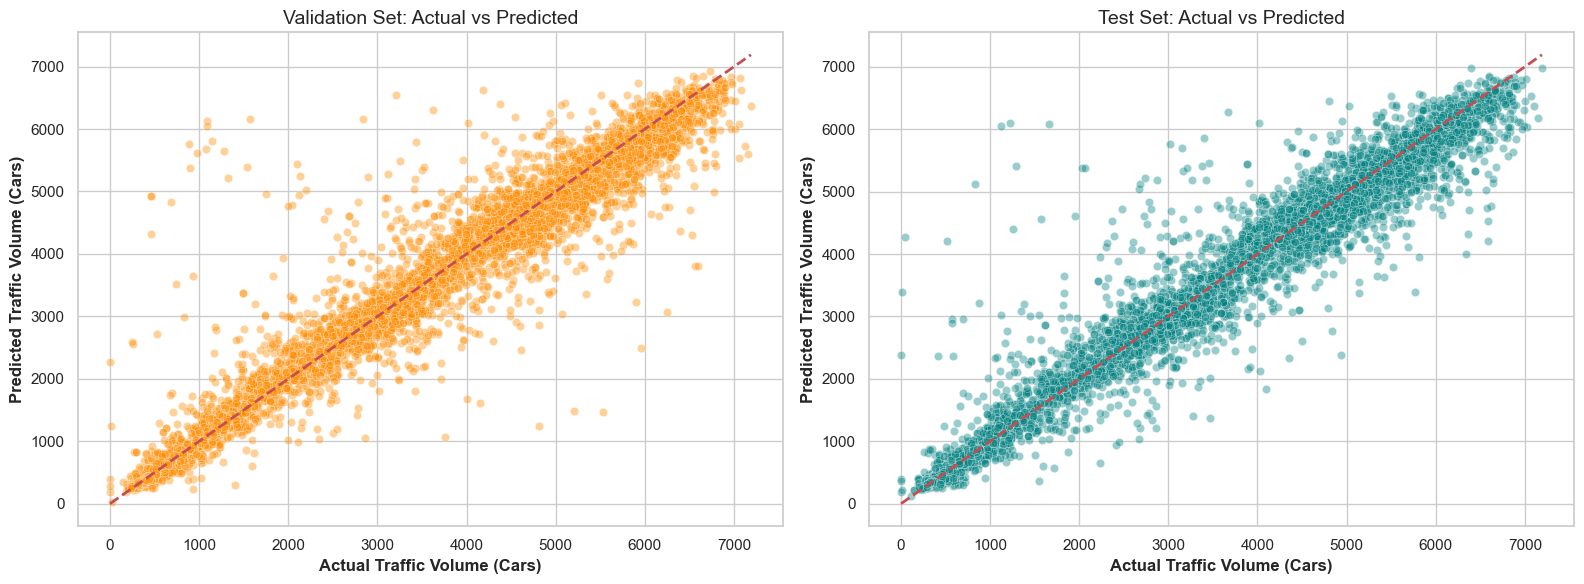 Validation Set: Actual vs Predicted
7000
6000
5000
4000
3000
2000
1000
0
Predicted Traffic Volume (Cars)
0 1000 2000 3000 4000 5000 6000 7000
Actual Traffic Volume (Cars)
Test Set: Actual vs Predicted
7000
6000
5000
4000
3000
2000
1000
0
Predicted Traffic Volume (Cars)
0 1000 2000 3000 4000 5000 6000 7000
Actual Traffic Volume (Cars)